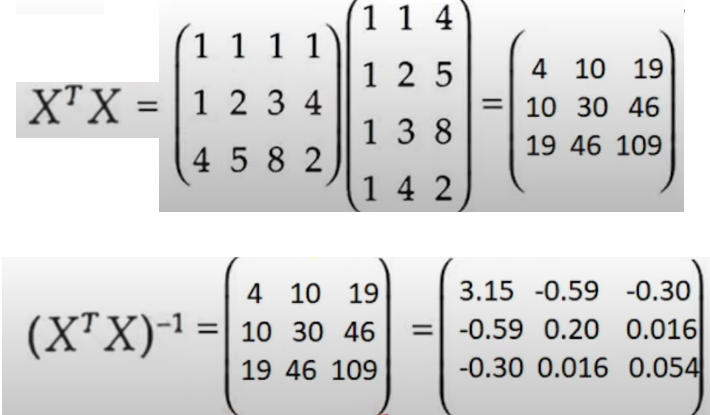 XᵀX = (1 1 1 1) (1 1 4) = (4 10 19)
(1 2 3 4) (1 2 5) (10 30 46)
(4 5 8 2) (1 3 8) (19 46 109)
(1 4 2)
(XᵀX)⁻¹ = (4 10 19) = (3.15 -0.59 -0.30)
(10 30 46) (-0.59 0.20 0.016)
(19 46 109) (-0.30 0.016 0.054)